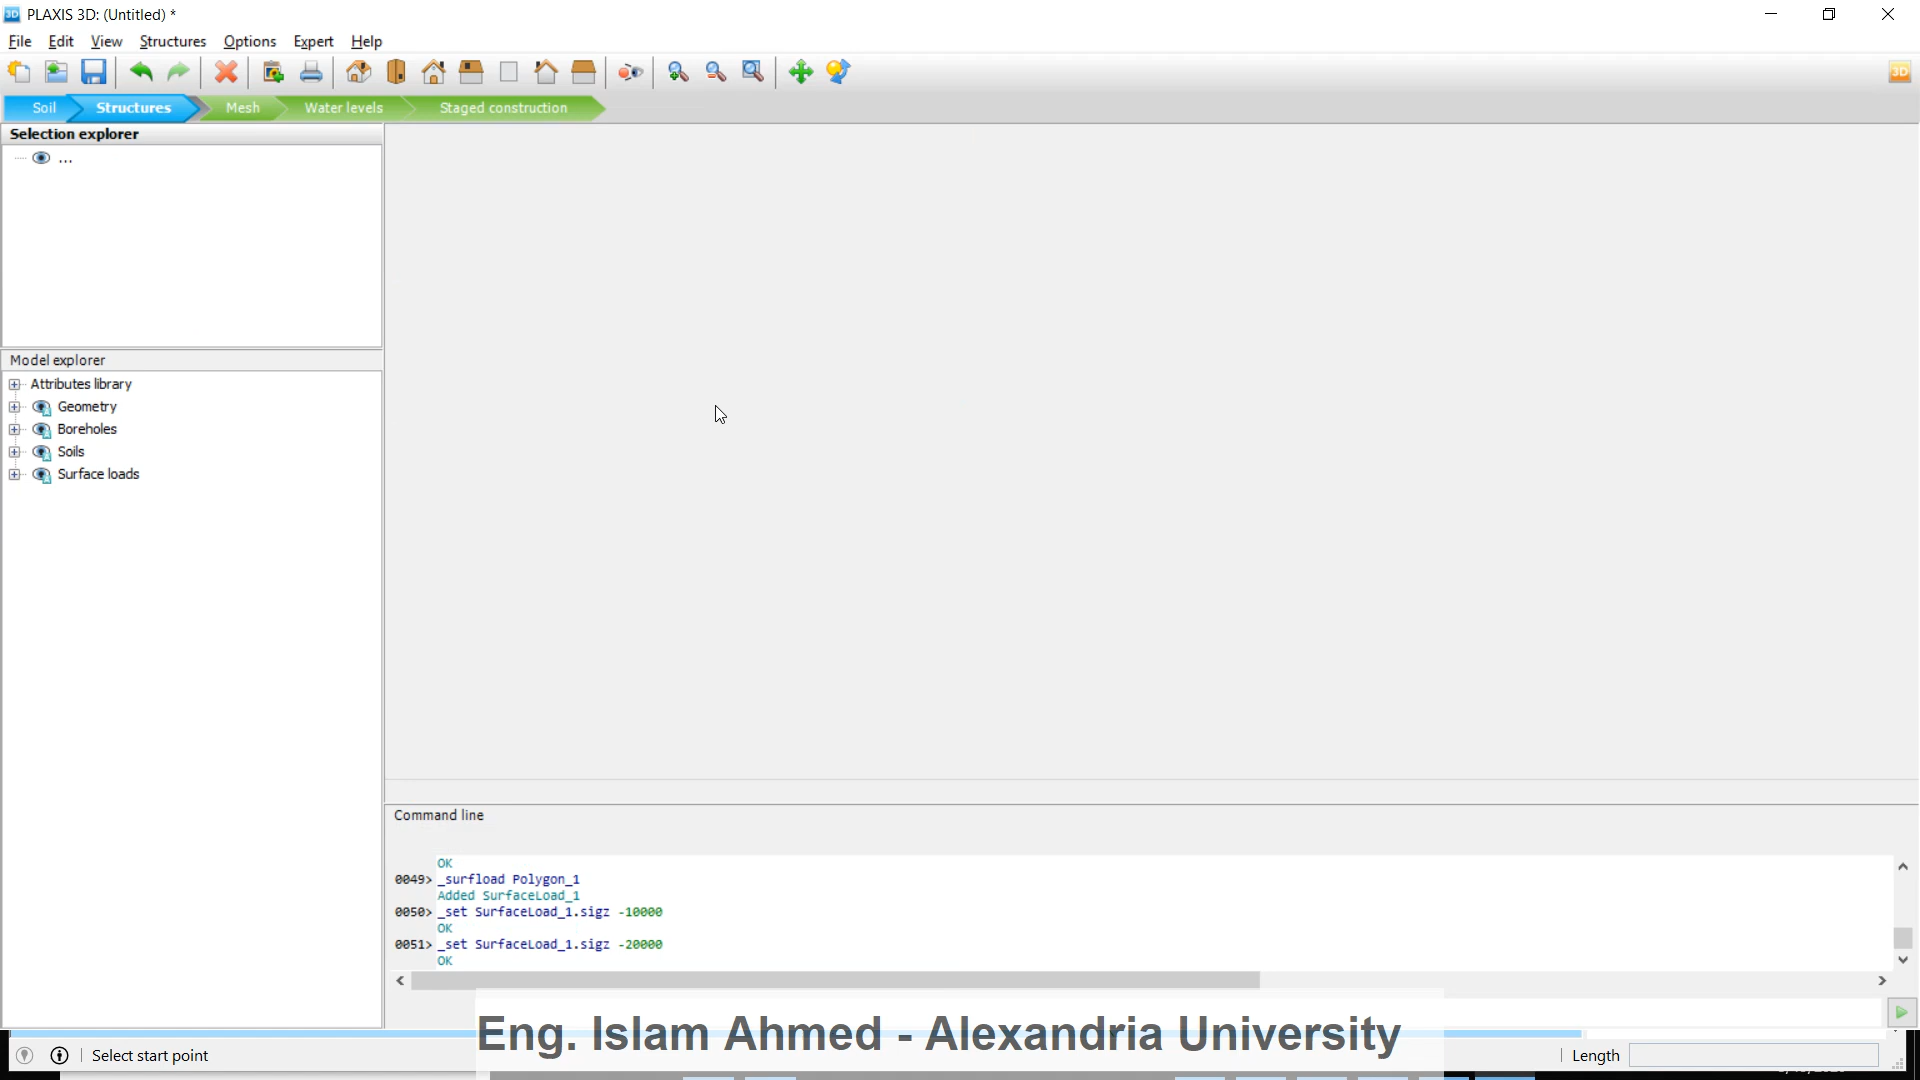 PLAXIS 3D: (Untitled) *
File Edit View Structures Options Expert Help
Soil Structures Mesh Water levels Staged construction
Selection explorer
...
Model explorer
Attributes library
Geometry
Boreholes
Soils
Surface loads
Command line
OK
0049> _surfload Polygon_1
Added SurfaceLoad_1
0050> _set SurfaceLoad_1.sigz -10000
OK
0051> _set SurfaceLoad_1.sigz -20000
OK
Eng. Islam Ahmed - Alexandria University
Select start point
Length